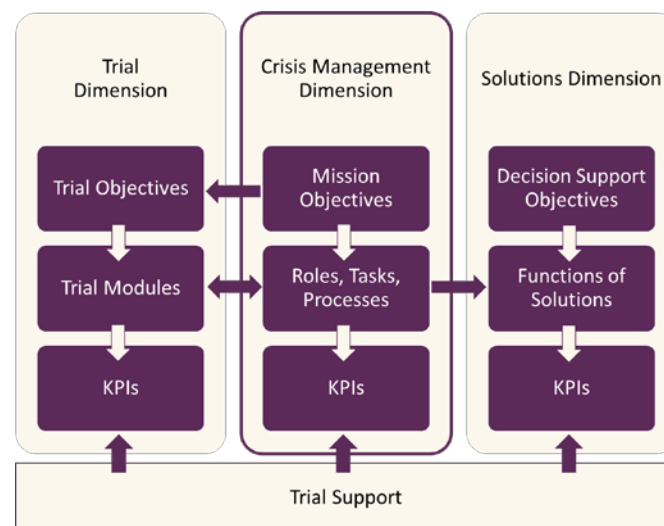 Trial
Dimension
Trial Objectives
Trial Modules
KPIs
Crisis Management
Dimension
Mission
Objectives
Roles, Tasks,
Processes
KPIs
Solutions Dimension
Decision Support
Objectives
Functions of
Solutions
KPIs
Trial Support